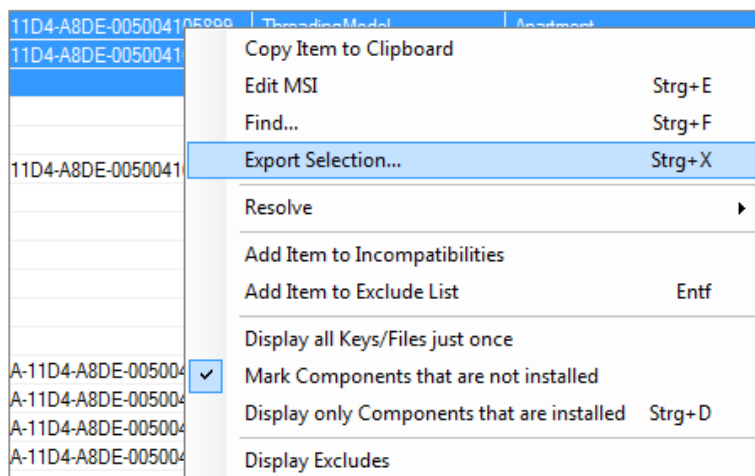 11D4-A8DE-005004105899 ThreadingModel Apartment
11D4-A8DE-0050041
Copy Item to Clipboard
Edit MSI Strg+E
Find... Strg+F
Export Selection... Strg+X
11D4-A8DE-0050041
Resolve
Add Item to Incompatibilities
Add Item to Exclude List Entf
Display all Keys/Files just once
A-11D4-A8DE-005004
Mark Components that are not installed
A-11D4-A8DE-005004
Display only Components that are installed Strg+D
A-11D4-A8DE-005004
A-11D4-A8DE-005004
Display Excludes